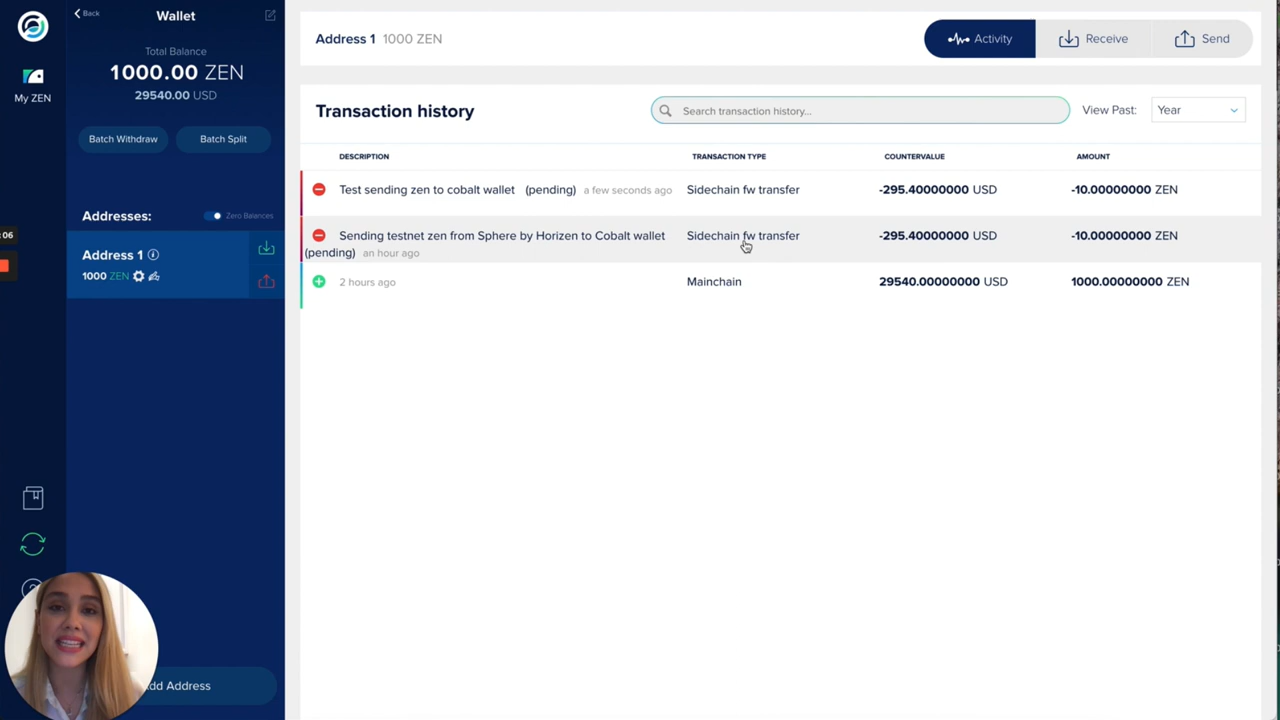 Back
Wallet
Total Balance
1000.00 ZEN
29540.00 USD
Batch Withdraw
Batch Split
My ZEN
Addresses:
Zero Balances
Address 1
1000 ZEN
:06
Address 1 1000 ZEN
Activity
Receive
Send
Transaction history
Search transaction history...
View Past:
Year
DESCRIPTION TRANSACTION TYPE COUNTERVALUE AMOUNT
Test sending zen to cobalt wallet (pending) a few seconds ago Sidechain fw transfer -295.40000000 USD -10.00000000 ZEN
Sending testnet zen from Sphere by Horizen to Cobalt wallet Sidechain fw transfer -295.40000000 USD -10.00000000 ZEN
(pending) an hour ago
2 hours ago Mainchain 29540.00000000 USD 1000.00000000 ZEN
dd Address